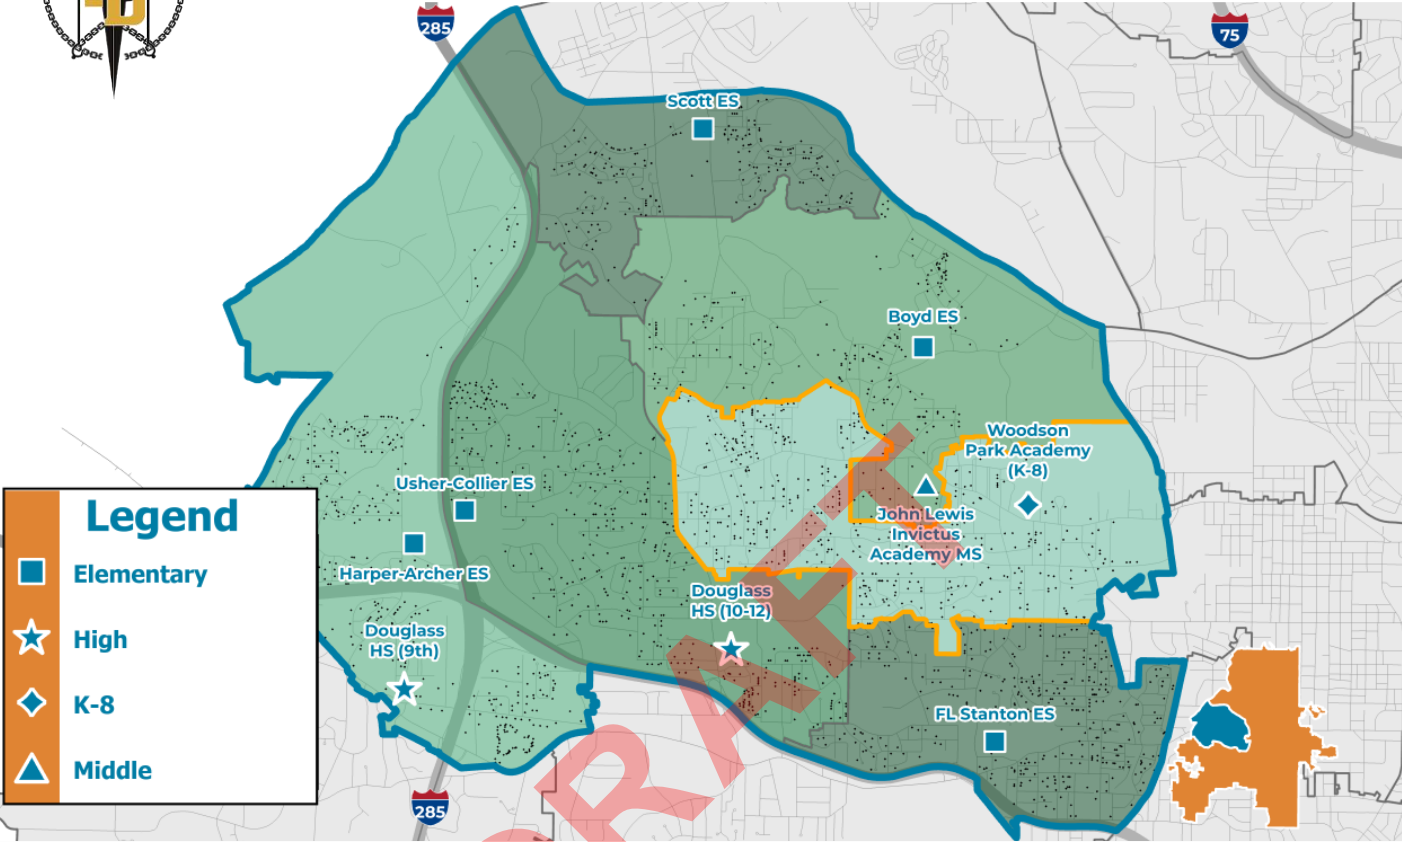 285
75
Scott ES
Boyd ES
Woodson
Park Academy
(K-8)
Usher-Collier ES
John Lewis
Invictus
Academy MS
Harper-Archer ES
Douglass
HS (10-12)
Douglass
HS (9th)
FL Stanton ES
285
DRAFT
Legend
Elementary
High
K-8
Middle